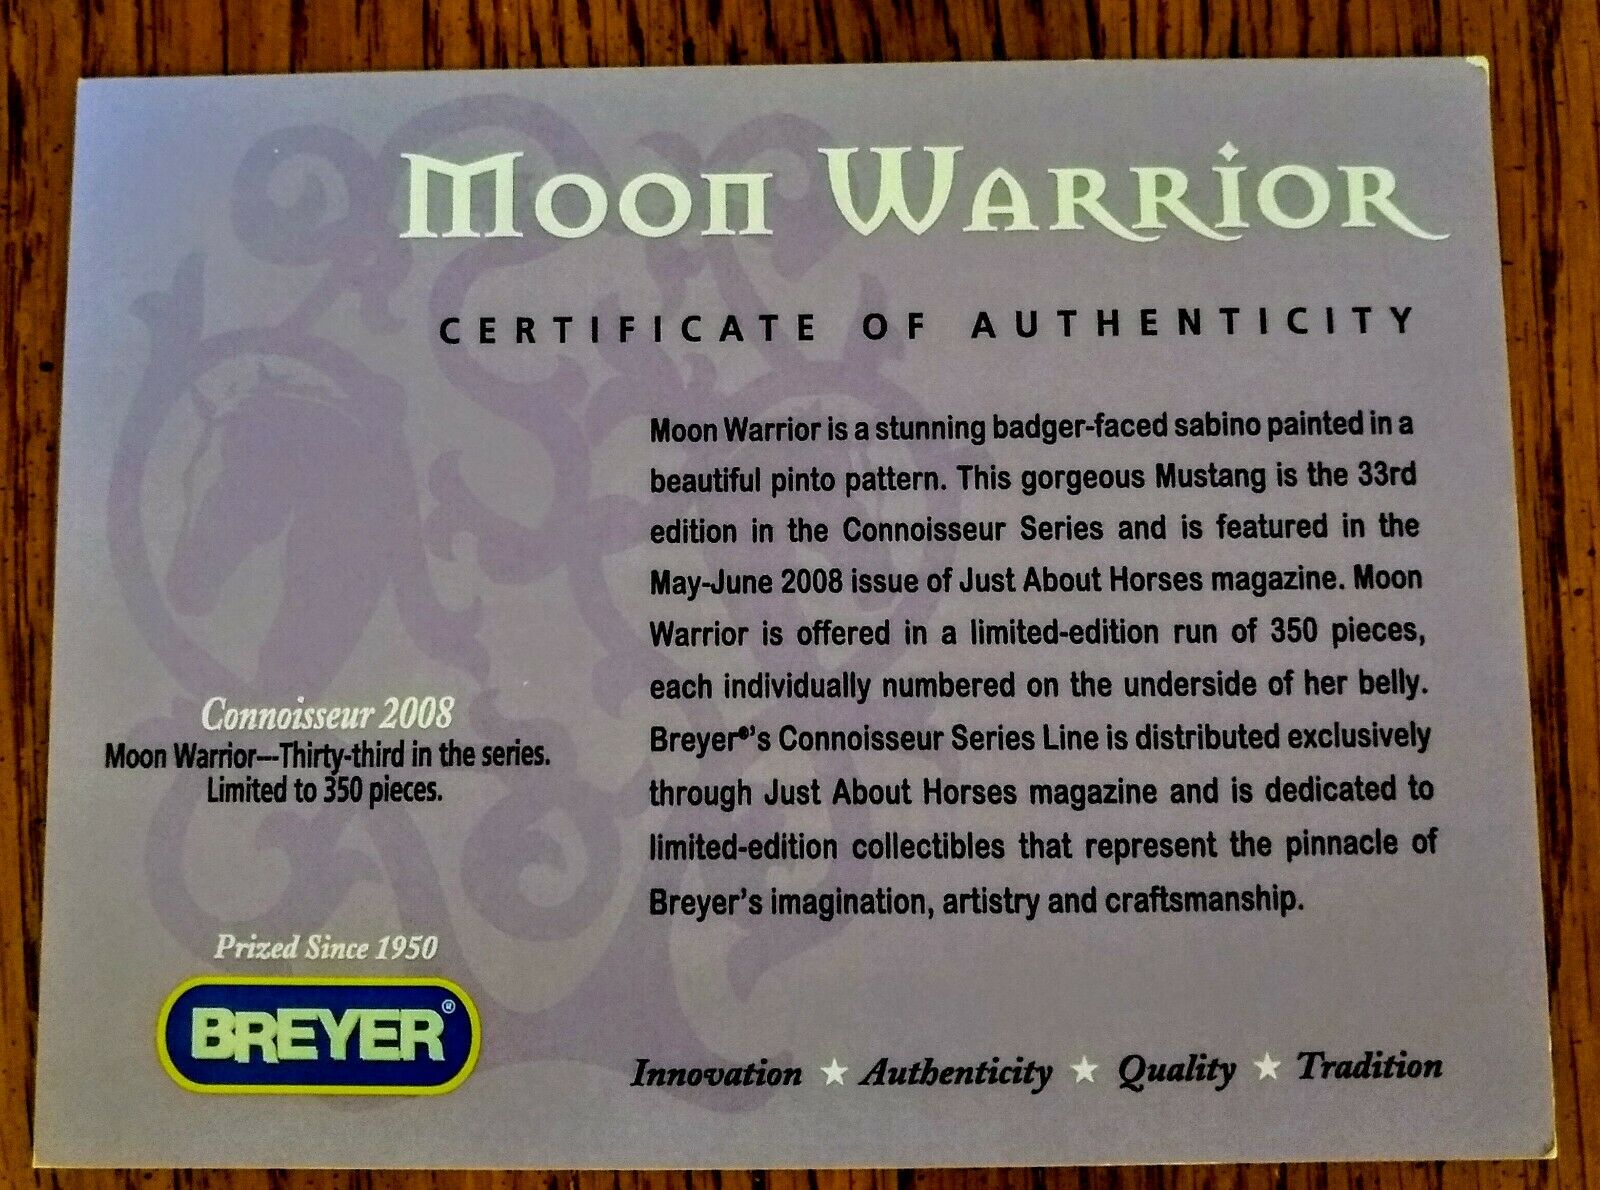 Moon Warrior
CERTIFICATE OF AUTHENTICITY
Moon Warrior is a stunning badger-faced sabino painted in a
beautiful pinto pattern. This gorgeous Mustang is the 33rd
edition in the Connoisseur Series and is featured in the
May-June 2008 issue of Just About Horses magazine. Moon
Warrior is offered in a limited-edition run of 350 pieces,
each individually numbered on the underside of her belly.
Breyer®'s Connoisseur Series Line is distributed exclusively
through Just About Horses magazine and is dedicated to
limited-edition collectibles that represent the pinnacle of
Breyer's imagination, artistry and craftsmanship.
Connoisseur 2008
Moon Warrior—Thirty-third in the series.
Limited to 350 pieces.
Prized Since 1950
BREYER®
Innovation ★ Authenticity ★ Quality ★ Tradition